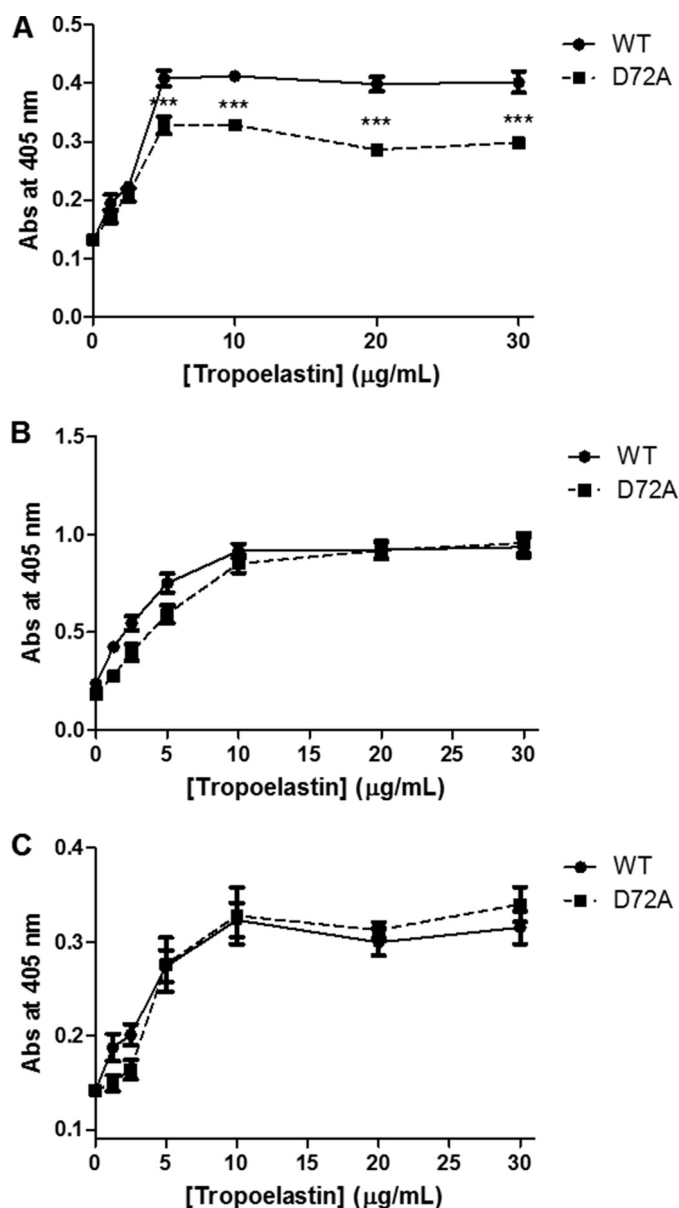 A
WT
D72A
0.5
0.4
0.3
0.2
0.1
0.0
Abs at 405 nm
*** *** *** ***
0 10 20 30
[Tropoelastin] (μg/mL)
B
WT
D72A
1.5
1.0
0.5
0.0
Abs at 405 nm
0 5 10 15 20 25 30
[Tropoelastin] (μg/mL)
C
WT
D72A
0.4
0.3
0.2
0.1
Abs at 405 nm
0 5 10 15 20 25 30
[Tropoelastin] (μg/mL)